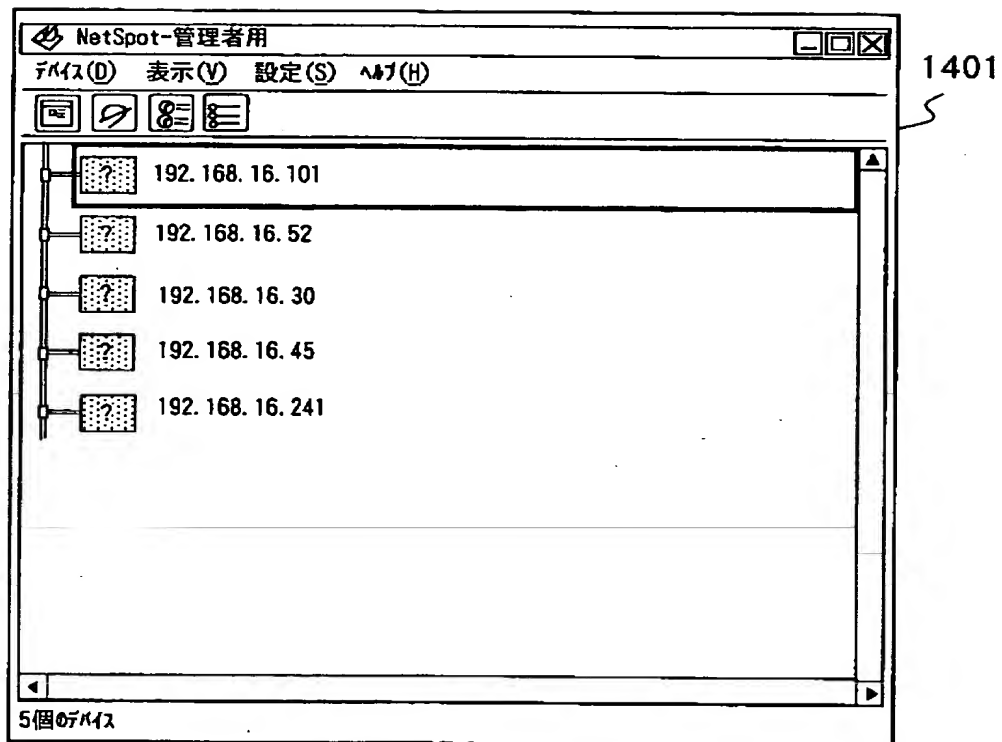 NetSpot-管理者用
ﾃﾞﾊﾞｲｽ(D) 表示(V) 設定(S) ﾍﾙﾌﾟ(H)
1401
? 192. 168. 16. 101
? 192. 168. 16. 52
? 192. 168. 16. 30
? 192. 168. 16. 45
? 192. 168. 16. 241
5個のﾃﾞﾊﾞｲｽ